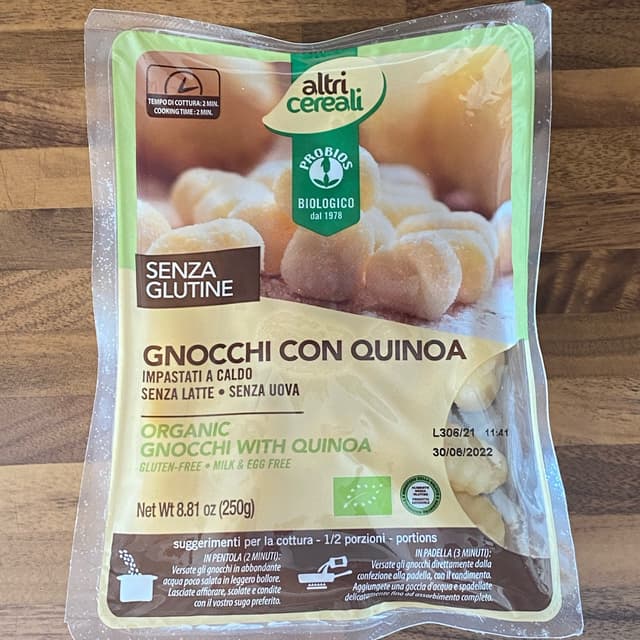 altri
cereali
TEMPO DI COTTURA: 2 MIN.
COOKING TIME: 2 MIN.
PROBIOS
BIOLOGICO
dal 1978
SENZA
GLUTINE
GNOCCHI CON QUINOA
IMPASTATI A CALDO
SENZA LATTE • SENZA UOVA
ORGANIC
GNOCCHI WITH QUINOA
GLUTEN-FREE • MILK & EGG FREE
L306/21 11:41
30/06/2022
Net Wt 8.81 oz (250g)
suggerimenti per la cottura - 1/2 porzioni - portions
IN PENTOLA (2 MINUTI):
Versate gli gnocchi in abbondante
acqua poco salata in leggero bollore.
Lasciate affiorare, scolate e condite
con il vostro sugo preferito.
IN PADELLA (3 MINUTI):
Versate gli gnocchi direttamente dalla
confezione alla padella, con il condimento.
Aggiungete una goccia d'acqua e spadellate
delicatamente fino ad assorbimento completo.